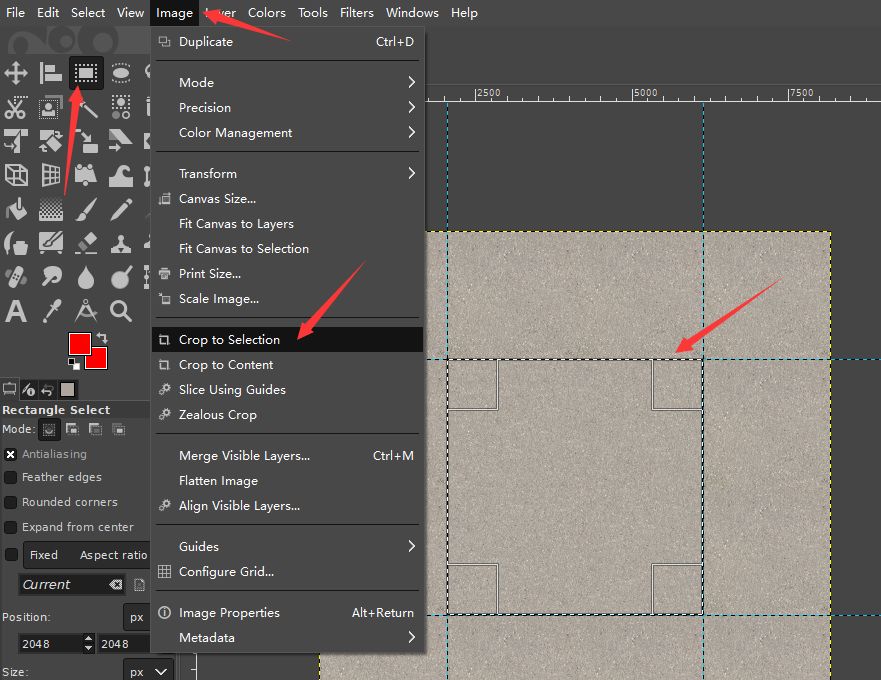 File Edit Select View Image Layer Colors Tools Filters Windows Help
Duplicate Ctrl+D
Mode
Precision
Color Management
Transform
Canvas Size...
Fit Canvas to Layers
Fit Canvas to Selection
Print Size...
Scale Image...
Crop to Selection
Crop to Content
Slice Using Guides
Zealous Crop
Merge Visible Layers... Ctrl+M
Flatten Image
Align Visible Layers...
Guides
Configure Grid...
Image Properties Alt+Return
Metadata
2500 5000 7500
Rectangle Select
Mode:
Antialiasing
Feather edges
Rounded corners
Expand from center
Fixed Aspect ratio
Current
Position: px
2048 2048
Size: px